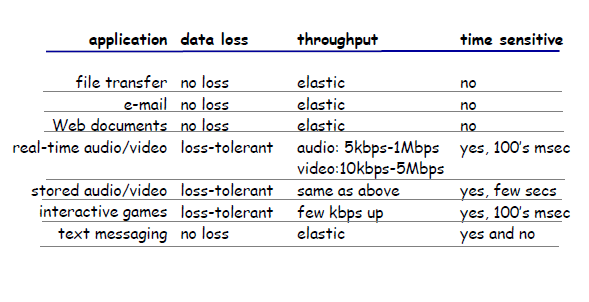 application data loss throughput time sensitive
file transfer no loss elastic no
e-mail no loss elastic no
Web documents no loss elastic no
real-time audio/video loss-tolerant audio: 5kbps-1Mbps yes, 100's msec
video:10kbps-5Mbps
stored audio/video loss-tolerant same as above yes, few secs
interactive games loss-tolerant few kbps up yes, 100's msec
text messaging no loss elastic yes and no